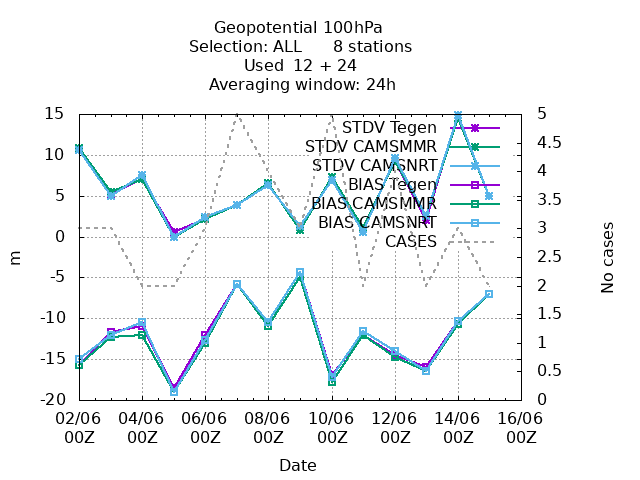 Geopotential 100hPa
Selection: ALL      8 stations
Used  12 + 24
Averaging window: 24h
15
10
5
0
-5
-10
-15
-20
m
5
4.5
4
3.5
3
2.5
2
1.5
1
0.5
0
No cases
STDV Tegen
STDV CAMSMMR
STDV CAMSNRT
BIAS Tegen
BIAS CAMSMMR
BIAS CAMSNRT
CASES
02/06 04/06 06/06 08/06 10/06 12/06 14/06 16/06
00Z 00Z 00Z 00Z 00Z 00Z 00Z 00Z
Date